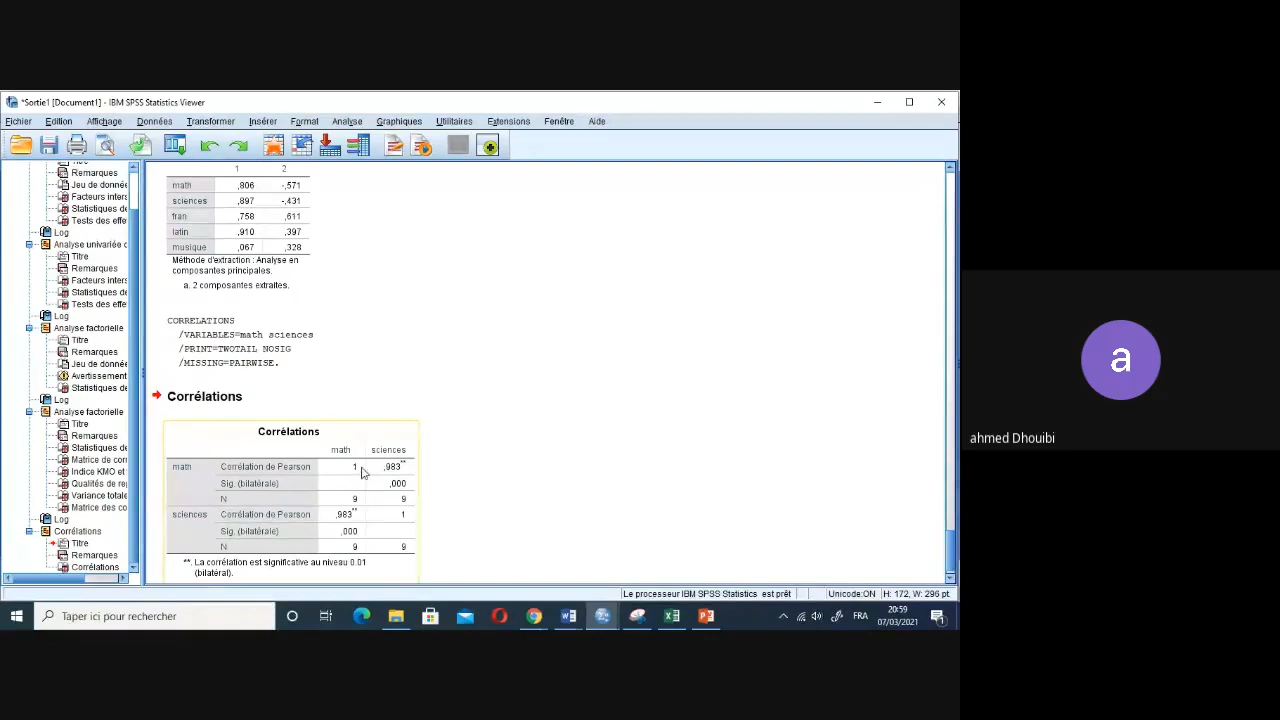 *Sortie1 [Document1] - IBM SPSS Statistics Viewer
Fichier Edition Affichage Données Transformer Insérer Format Analyse Graphiques Utilitaires Extensions Fenêtre Aide
Titre
Remarques
Jeu de donnée
Facteurs inters
Statistiques de
Tests des effe
Log
Analyse univariée d
Titre
Remarques
Facteurs inters
Statistiques de
Tests des effe
Log
Analyse factorielle
Titre
Remarques
Jeu de donnée
Avertissement
Statistiques de
Log
Analyse factorielle
Titre
Remarques
Statistiques de
Matrice de cor
Indice KMO et
Qualités de re
Variance totale
Matrice des co
Log
Corrélations
Titre
Remarques
Corrélations
1 2
math ,806 -,571
sciences ,897 -,431
fran ,758 ,611
latin ,910 ,397
musique ,067 ,328
Méthode d'extraction : Analyse en
composantes principales.
a. 2 composantes extraites.
CORRELATIONS
/VARIABLES=math sciences
/PRINT=TWOTAIL NOSIG
/MISSING=PAIRWISE.
Corrélations
Corrélations
math sciences
math Corrélation de Pearson 1 ,983**
Sig. (bilatérale) ,000
N 9 9
sciences Corrélation de Pearson ,983** 1
Sig. (bilatérale) ,000
N 9 9
**. La corrélation est significative au niveau 0.01
(bilatéral).
Le processeur IBM SPSS Statistics est prêt Unicode:ON H: 172, W: 296 pt.
Taper ici pour rechercher
FRA
20:59
07/03/2021
1
a
ahmed Dhouibi